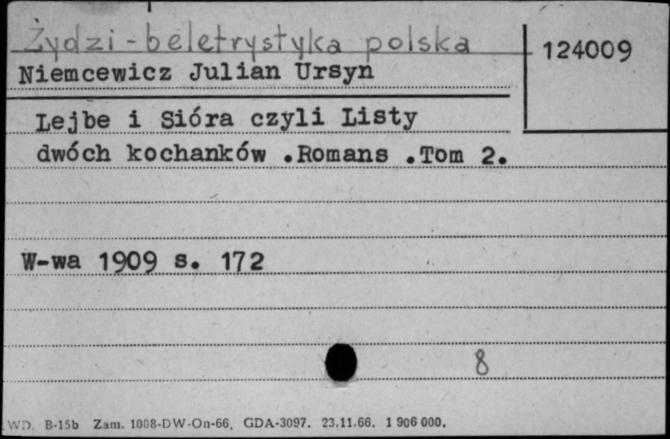 Żydzi - beletrystyka polska
124009
Niemcewicz Julian Ursyn
Lejbe i Sióra czyli Listy
dwóch kochanków .Romans .Tom 2.
W-wa 1909 s. 172
8
WD. B-15b Zam. 1008-DW-On-66. GDA-3097. 23.11.66. 1 906 000.